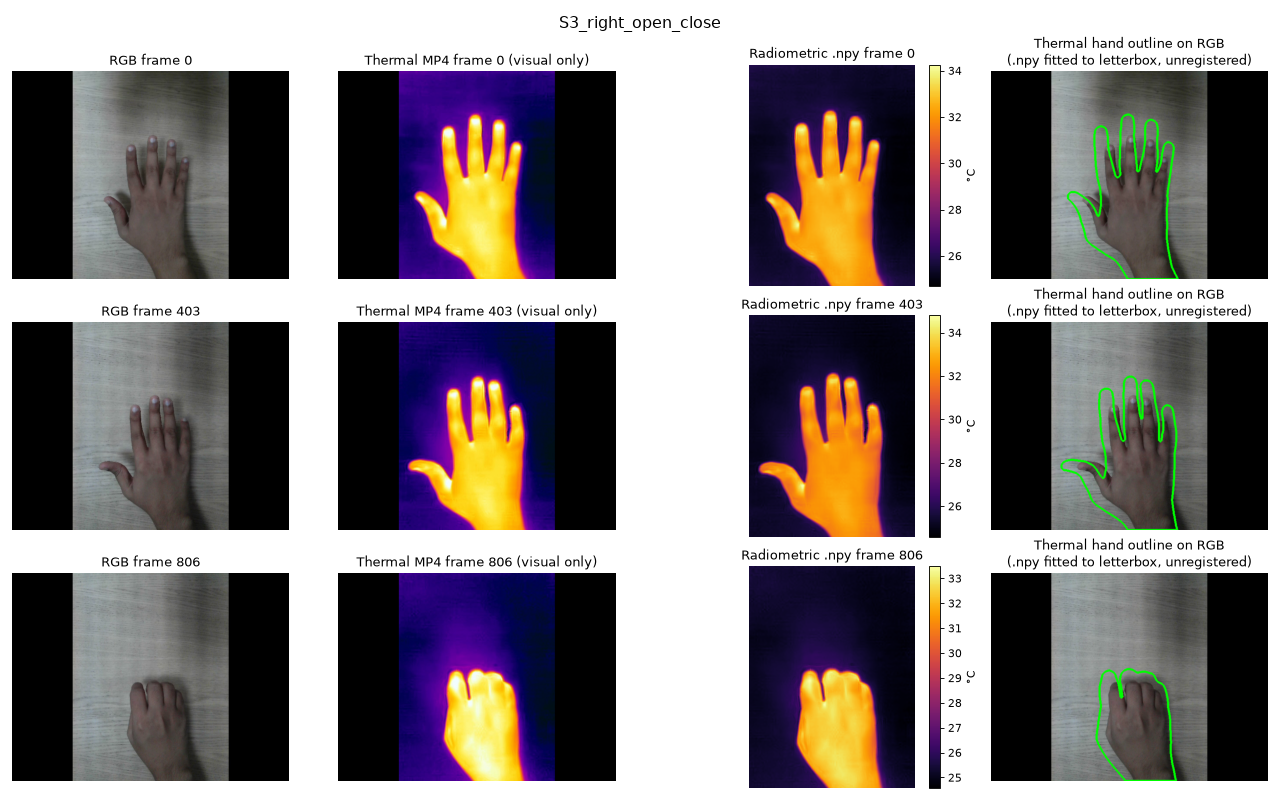 S3_right_open_close
RGB frame 0
Thermal MP4 frame 0 (visual only)
Radiometric .npy frame 0
34
32
30
28
26
°C
Thermal hand outline on RGB
(.npy fitted to letterbox, unregistered)
RGB frame 403
Thermal MP4 frame 403 (visual only)
Radiometric .npy frame 403
34
32
30
28
26
°C
Thermal hand outline on RGB
(.npy fitted to letterbox, unregistered)
RGB frame 806
Thermal MP4 frame 806 (visual only)
Radiometric .npy frame 806
33
32
31
30
29
28
27
26
25
°C
Thermal hand outline on RGB
(.npy fitted to letterbox, unregistered)